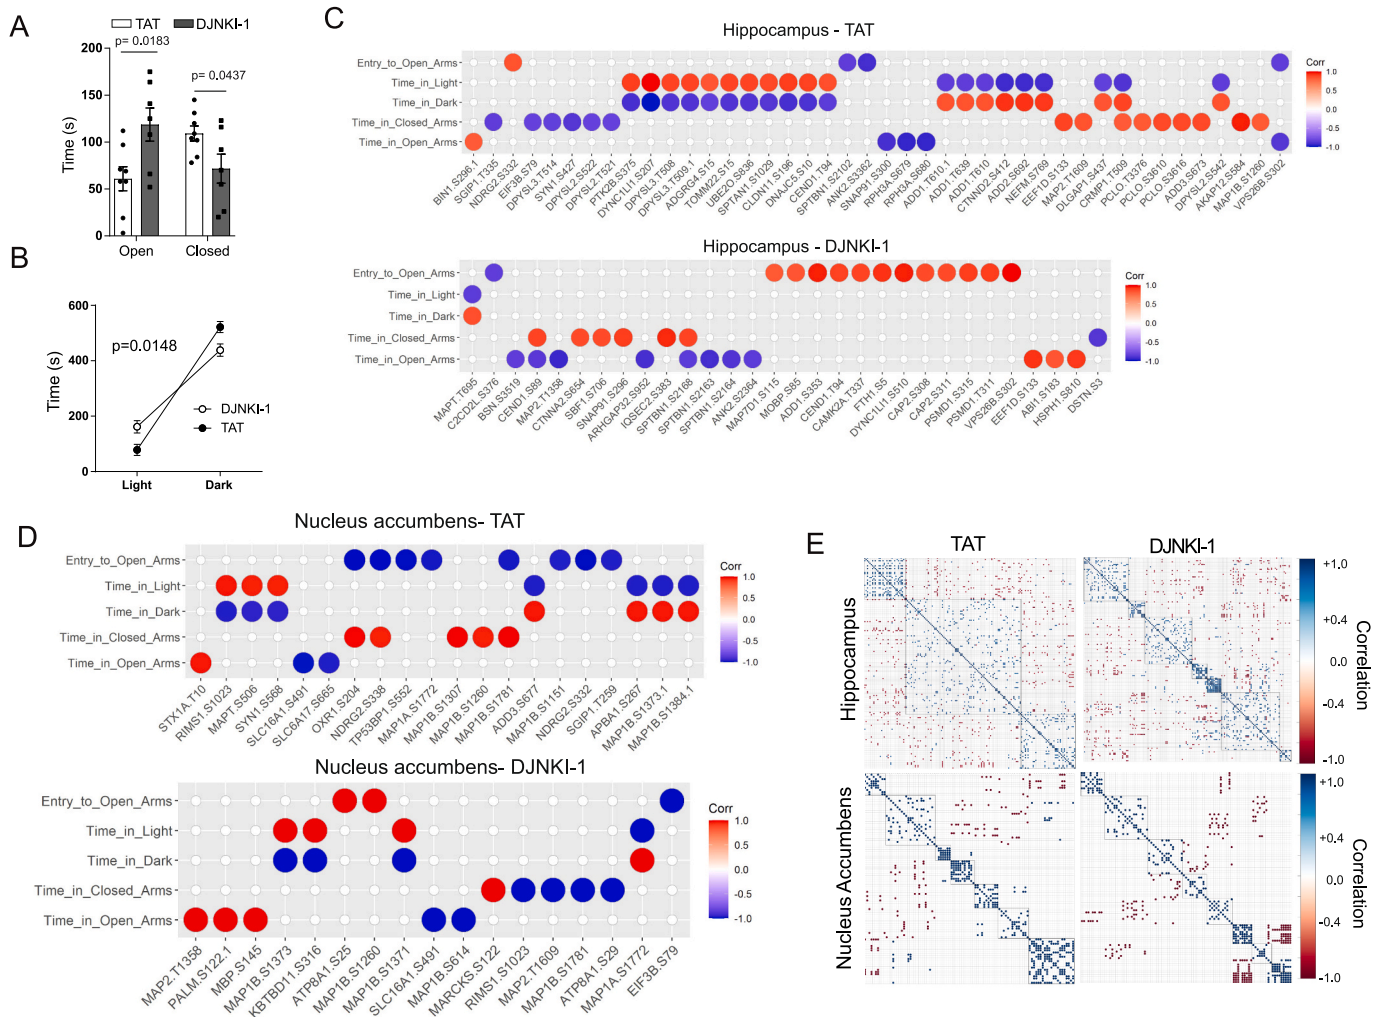 A
TAT
DJNKI-1
p= 0.0183
p= 0.0437
200
150
100
50
0
Time (s)
Open
Closed
B
600
400
200
0
Time (s)
p=0.0148
DJNKI-1
TAT
Light
Dark
C
Hippocampus - TAT
Entry_to_Open_Arms
Time_in_Light
Time_in_Dark
Time_in_Closed_Arms
Time_in_Open_Arms
BIN1.S296.1
SGIP1.T335
NDRG2.S332
EIF3B.S79
DPYSL3.T514
SYN1.S427
DPYSL2.S522
DPYSL2.T521
PTK2B.S375
DYNC1LI1.S207
DPYSL3.T508
DPYSL3.T509.1
ADGRG4.S15
TOMM22.S15
UBE2O.S836
SPTAN1.S1029
CLDN11.S196
DNAJC5.S10
CEND1.T94
SPTBN1.S2102
ANK2.S3362
SNAP91.S300
RPH3A.S679
RPH3A.S680
ADD1.T610.1
ADD1.T639
ADD1.T610
CTNND2.S412
ADD2.S692
NEFM.S769
EEF1D.S133
MAP2.T1609
DLGAP1.S437
CRMP1.T509
PCLO.T3376
PCLO.S3610
PCLO.S3616
ADD3.S673
DPYSL2.S542
AKAP12.S584
MAP1B.S1260
VPS26B.S302
Corr
1.0
0.5
0.0
-0.5
-1.0
Hippocampus - DJNKI-1
Entry_to_Open_Arms
Time_in_Light
Time_in_Dark
Time_in_Closed_Arms
Time_in_Open_Arms
MAPT.T695
C2CD2L.S376
BSN.S3519
CEND1.S89
MAP2.T1358
CTNNA2.S654
SBF1.S706
SNAP91.S296
ARHGAP32.S952
IQSEC2.S383
SPTBN1.S2168
SPTBN1.S2163
SPTBN1.S2164
ANK2.S2364
MAP7D1.S115
MOBP.S95
ADD1.S353
CEND1.T94
CAMK2A.T337
FTH1.S5
DYNC1LI1.S510
CAP2.S308
CAP2.S311
PSMD1.S315
PSMD1.T311
VPS26B.S302
EEF1D.S133
ABI1.S183
HSPH1.S810
DSTN.S3
Corr
1.0
0.5
0.0
-0.5
-1.0
D
Nucleus accumbens- TAT
Entry_to_Open_Arms
Time_in_Light
Time_in_Dark
Time_in_Closed_Arms
Time_in_Open_Arms
STX1A.T10
RIMS1.S1023
MAPT.S506
SYN1.S568
SLC16A1.S491
SLC6A17.S665
OXR1.S204
NDRG2.S338
TP53BP1.S552
MAP1A.S1772
MAP1B.S1307
MAP1B.S1260
MAP1B.S1781
ADD3.S677
MAP1B.S1151
NDRG2.S332
SGIP1.T259
APBA1.S267
MAP1B.S1373.1
MAP1B.S1384.1
Corr
1.0
0.5
0.0
-0.5
-1.0
Nucleus accumbens- DJNKI-1
Entry_to_Open_Arms
Time_in_Light
Time_in_Dark
Time_in_Closed_Arms
Time_in_Open_Arms
MAP2.T1358
PALM.S122.1
MBP.S145
MAP1B.S1373
KBTBD11.S316
ATP8A1.S25
MAP1B.S1260
MAP1B.S1371
SLC16A1.S491
MAP1B.S614
MARCKS.S122
RIMS1.S1023
MAP2.T1609
MAP1B.S1781
ATP8A1.S29
MAP1A.S1772
EIF3B.S79
Corr
1.0
0.5
0.0
-0.5
-1.0
E
TAT
DJNKI-1
Hippocampus
Nucleus Accumbens
+1.0
+0.4
0.0
-0.4
-1.0
Correlation
+1.0
+0.4
0.0
-0.4
-1.0
Correlation